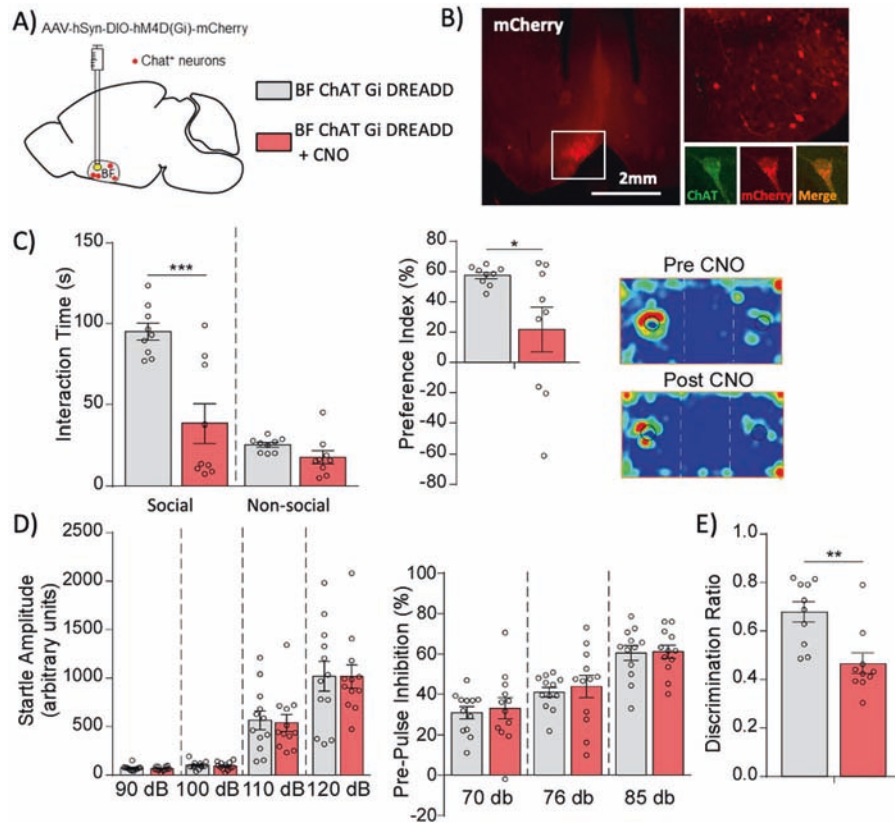 A) AAV-hSyn-DIO-hM4D(Gi)-mCherry
Chat⁺ neurons
BF
BF ChAT Gi DREADD
BF ChAT Gi DREADD
+ CNO
B)
mCherry
2mm
ChAT
mCherry
Merge
C)
Interaction Time (s)
150
100
50
0
***
Social
Non-social
Preference Index (%)
80
60
40
20
0
-20
-40
-60
-80
*
Pre CNO
Post CNO
D)
Startle Amplitude
(arbitrary units)
2500
2000
1500
1000
500
0
90 dB
100 dB
110 dB
120 dB
Pre-Pulse Inhibition (%)
100
80
60
40
20
0
-20
70 db
76 db
85 db
E)
Discrimination Ratio
1.0
0.8
0.6
0.4
0.2
0.0
**